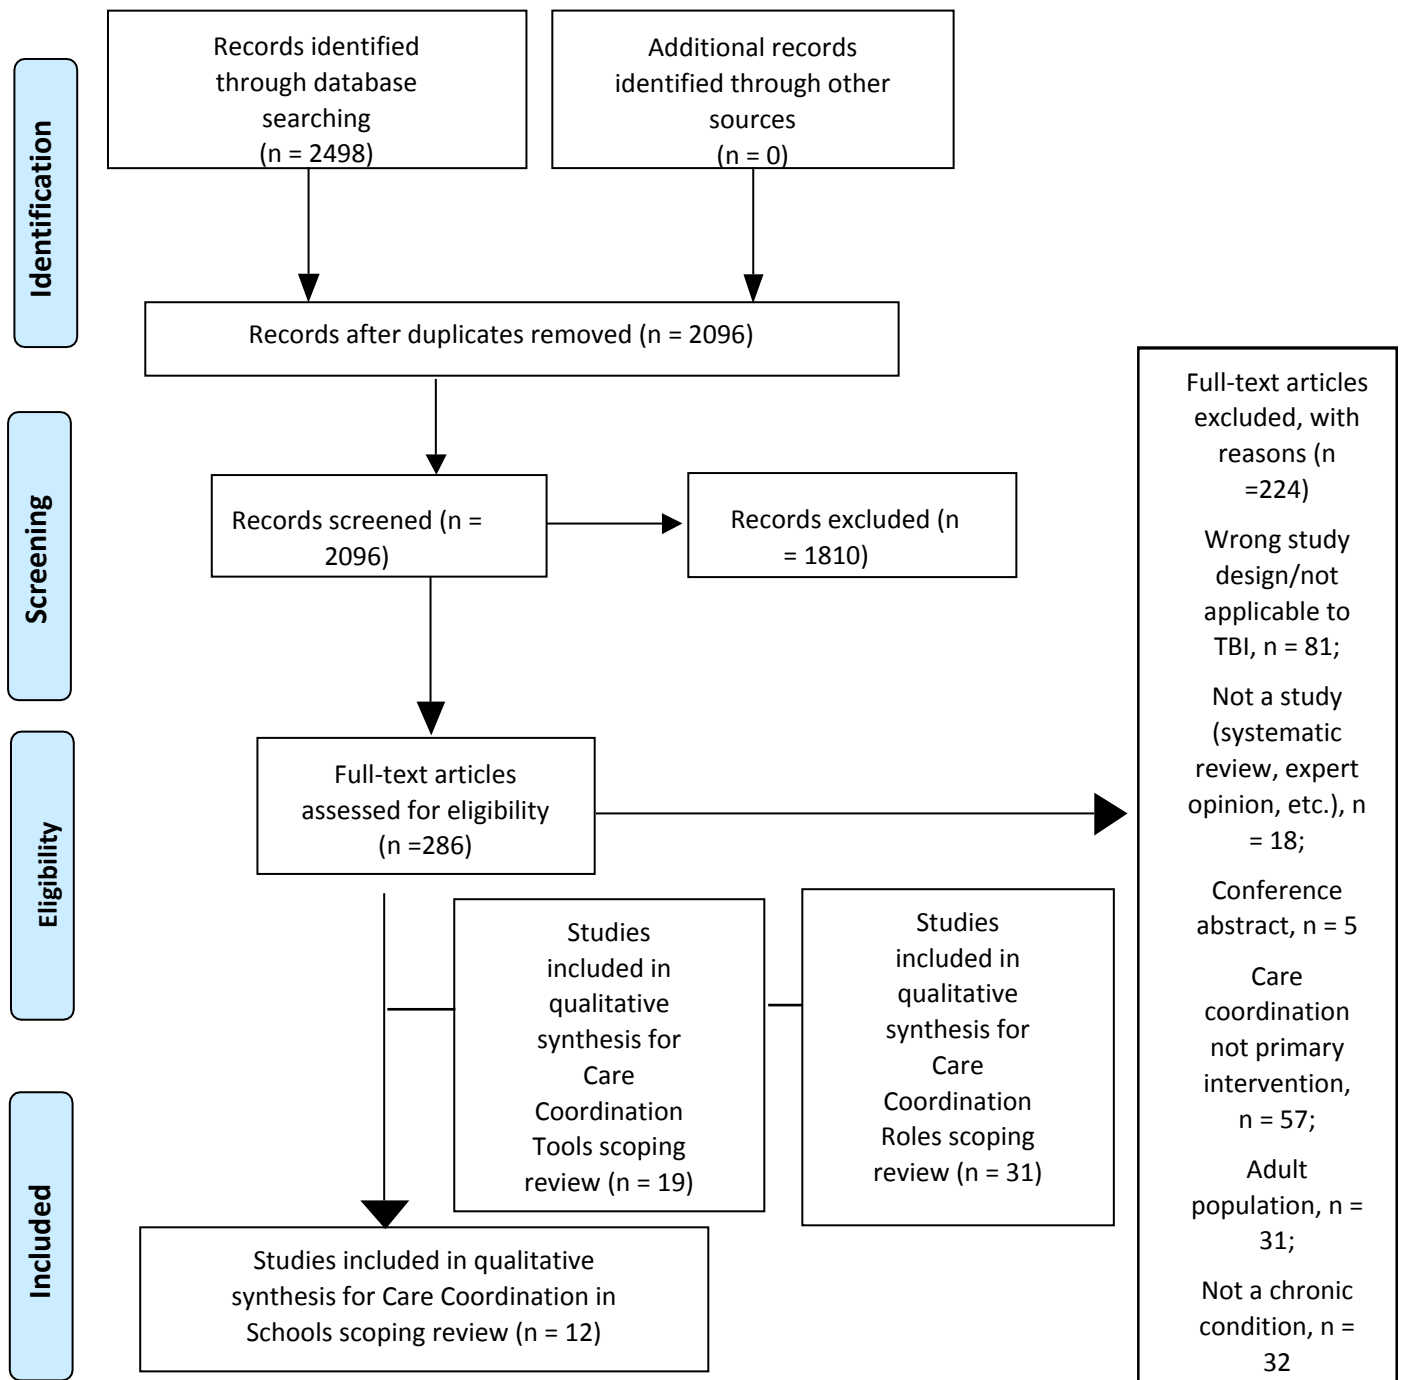 Records identified
through database
searching
(n = 2498)
Additional records
identified through other
sources
(n = 0)
Identification
Records after duplicates removed (n = 2096)
Screening
Records screened (n =
2096)
Records excluded (n
= 1810)
Full-text articles
excluded, with
reasons (n
=224)
Wrong study
design/not
applicable to
TBI, n = 81;
Not a study
(systematic
review, expert
opinion, etc.), n
= 18;
Conference
abstract, n = 5
Care
coordination
not primary
intervention,
n = 57;
Adult
population, n =
31;
Not a chronic
condition, n =
32
Eligibility
Full-text articles
assessed for eligibility
(n =286)
Studies
included in
qualitative
synthesis for
Care
Coordination
Tools scoping
review (n = 19)
Studies
included in
qualitative
synthesis for
Care
Coordination
Roles scoping
review (n = 31)
Included
Studies included in qualitative
synthesis for Care Coordination in
Schools scoping review (n = 12)